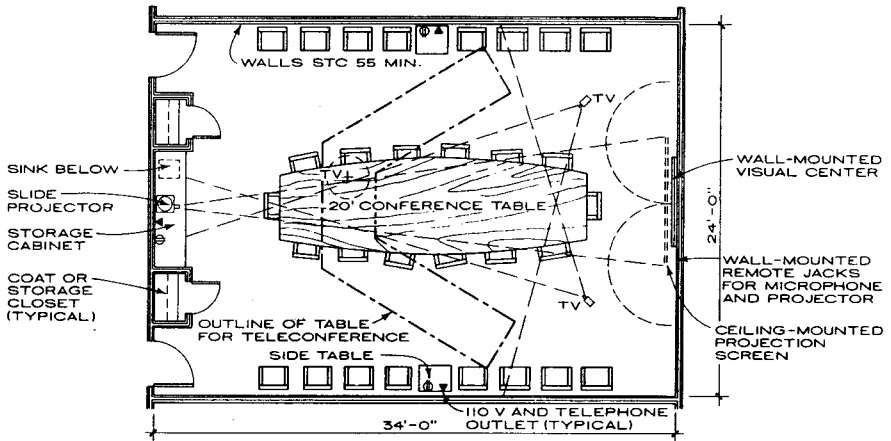 WALLS STC 55 MIN.
TV
SINK BELOW
SLIDE
PROJECTOR
STORAGE
CABINET
COAT OR
STORAGE
CLOSET
(TYPICAL)
TV
20' CONFERENCE TABLE
WALL-MOUNTED
VISUAL CENTER
24'-0"
WALL-MOUNTED
REMOTE JACKS
FOR MICROPHONE
AND PROJECTOR
TV
CEILING-MOUNTED
PROJECTION
SCREEN
OUTLINE OF TABLE
FOR TELECONFERENCE
SIDE TABLE
110 V AND TELEPHONE
OUTLET (TYPICAL)
34'-0"